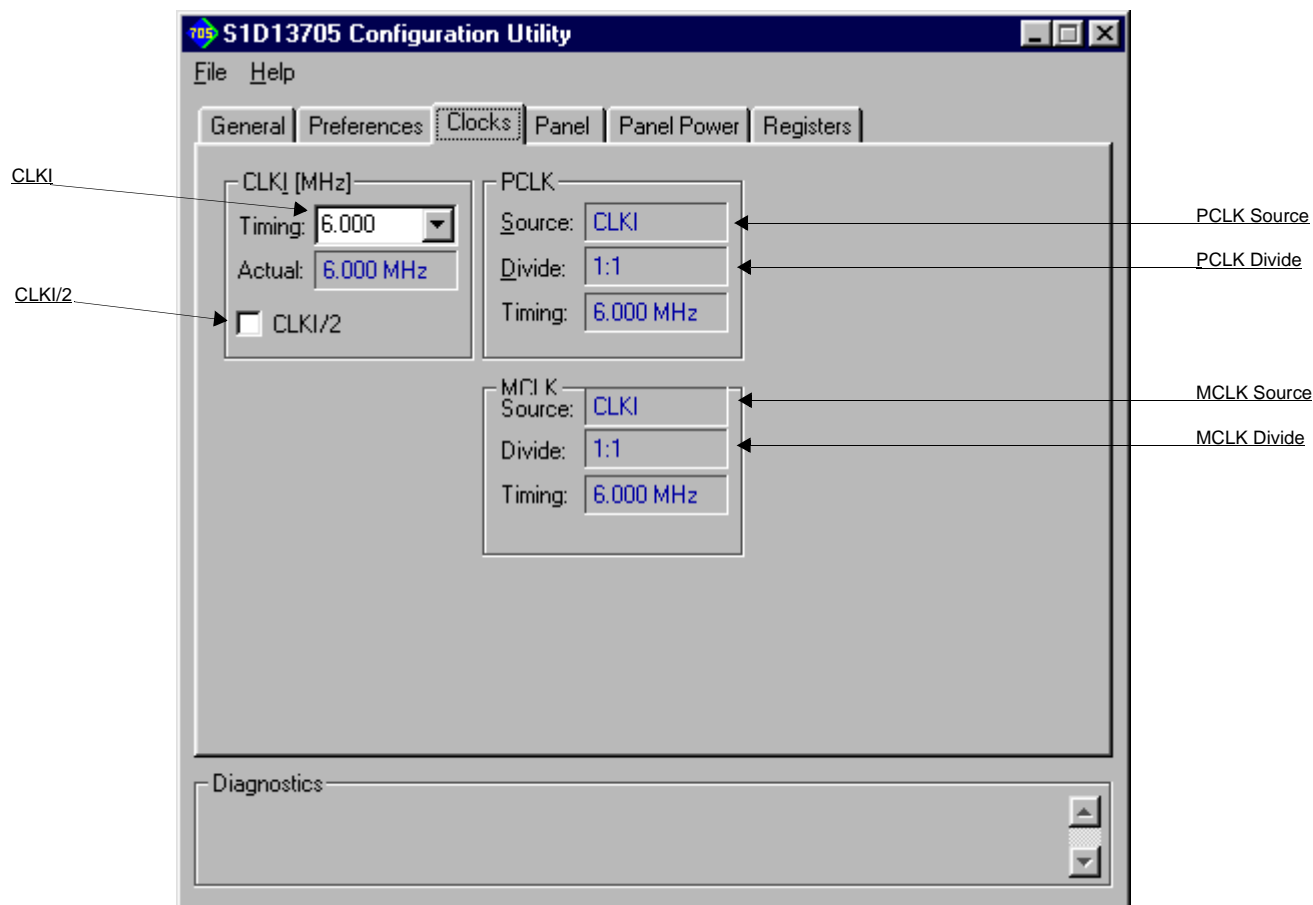 705 S1D13705 Configuration Utility
File Help
General Preferences Clocks Panel Panel Power Registers
CLKI
CLKI [MHz]
Timing: 6.000
Actual: 6.000 MHz
CLKI/2
CLKI/2
PCLK
Source: CLKI
PCLK Source
Divide: 1:1
PCLK Divide
Timing: 6.000 MHz
MCLK
Source: CLKI
MCLK Source
Divide: 1:1
MCLK Divide
Timing: 6.000 MHz
Diagnostics